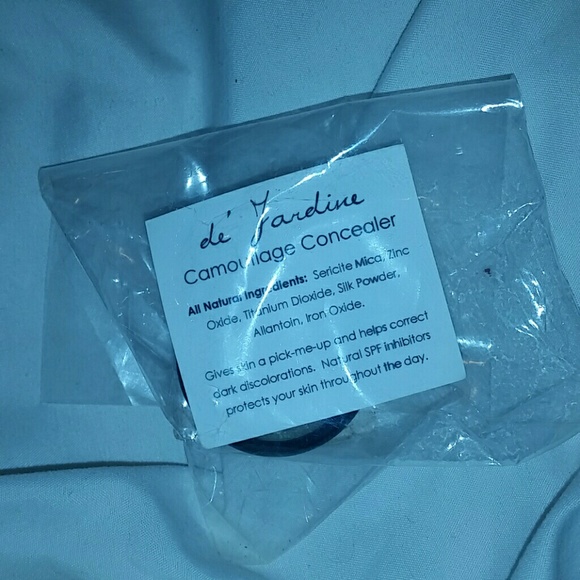 dé Jardine
Camouflage Concealer
All Natural Ingredients: Sericite Mica, Zinc
Oxide, Titanium Dioxide, Silk Powder,
Allantoin, Iron Oxide.
Gives skin a pick-me-up and helps correct
dark discolorations. Natural SPF inhibitors
protects your skin throughout the day.